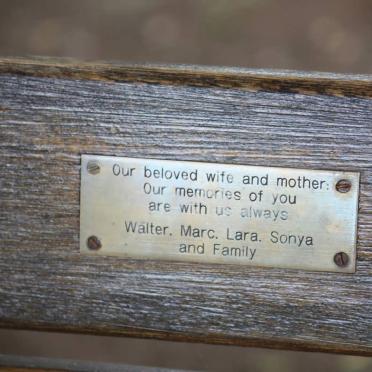 Our beloved wife and mother:
Our memories of you
are with us always
Walter. Marc. Lara. Sonya
and Family